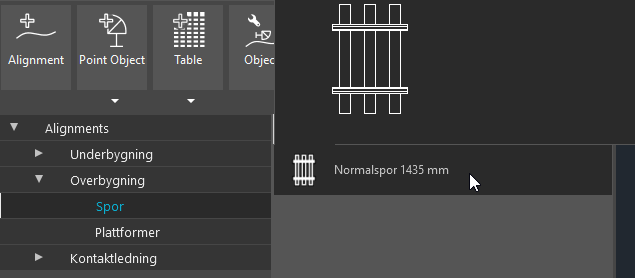 Alignment
Point Object
Table
Objec
Alignments
Underbygning
Overbygning
Spor
Plattformer
Kontaktledning
Normalspor 1435 mm